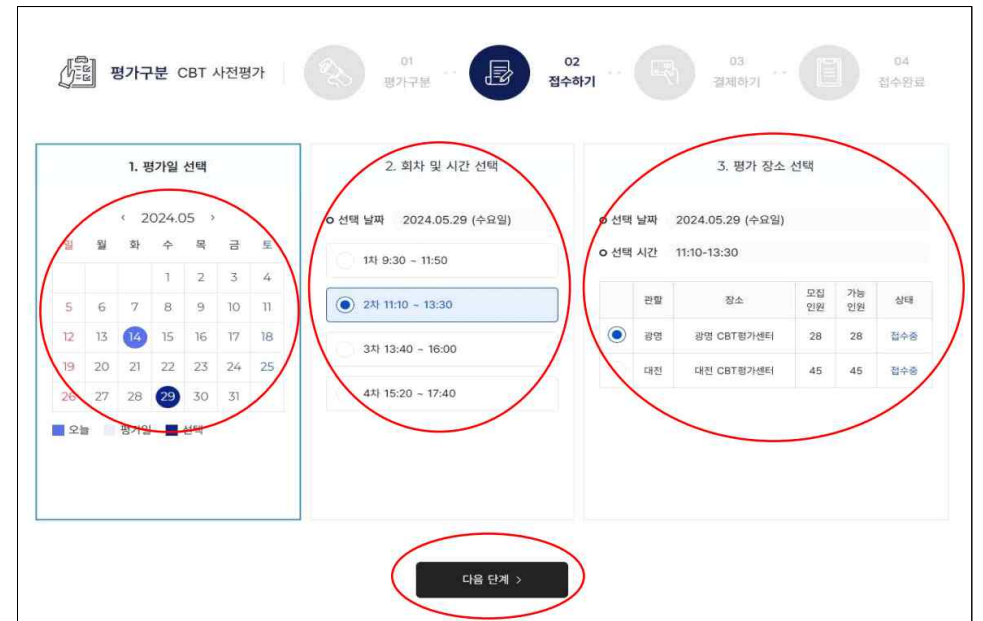 평가구분 CBT 사전평가
01
평가구분
02
접수하기
03
결제하기
04
접수완료
1. 평가일 선택
‹ 2024.05 ›
일 월 화 수 목 금 토
1 2 3 4
5 6 7 8 9 10 11
12 13 14 15 16 17 18
19 20 21 22 23 24 25
26 27 28 29 30 31
오늘 평가일 선택
2. 회차 및 시간 선택
선택 날짜 2024.05.29 (수요일)
1차 9:30 ~ 11:50
2차 11:10 ~ 13:30
3차 13:40 ~ 16:00
4차 15:20 ~ 17:40
3. 평가 장소 선택
선택 날짜 2024.05.29 (수요일)
선택 시간 11:10-13:30
관할 장소 모집인원 가능인원 상태
광명 광명 CBT평가센터 28 28 접수중
대전 대전 CBT평가센터 45 45 접수중
다음 단계 >